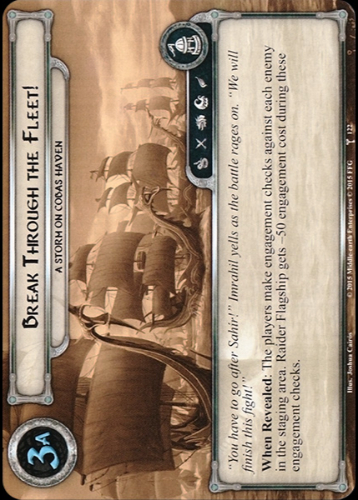 3A
Break Through the Fleet!
A Storm on Cobas Haven
"You have to go after Sahir!" Imrahil yells as the battle rages on. "We will
finish this fight!"
When Revealed: The players make engagement checks against each enemy
in the staging area. Raider Flagship gets –50 engagement cost during these
engagement checks.
Illus. Joshua Cairós © 2015 Middle-earth Enterprises © 2015 FFG 122